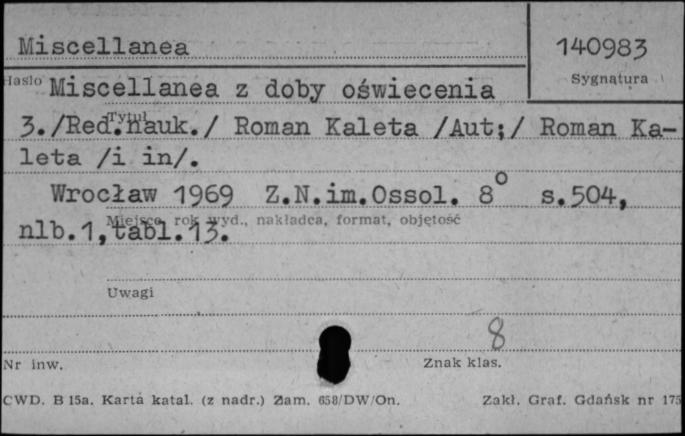 Miscellanea
140983
Hasło
Sygnatura
Miscellanea z doby oświecenia
Tytuł
3./Red.nauk./ Roman Kaleta /Aut;/ Roman Ka-
leta /i in/.
Wrocław 1969 Z.N.im.Ossol. 8° s.504,
Miejsce, rok wyd., nakładca, format, objętość
nlb.1,tabl.13.
Uwagi
8
Nr inw.
Znak klas.
CWD. B 15a. Karta katal. (z nadr.) Zam. 658/DW/On.
Zakł. Graf. Gdańsk nr 175